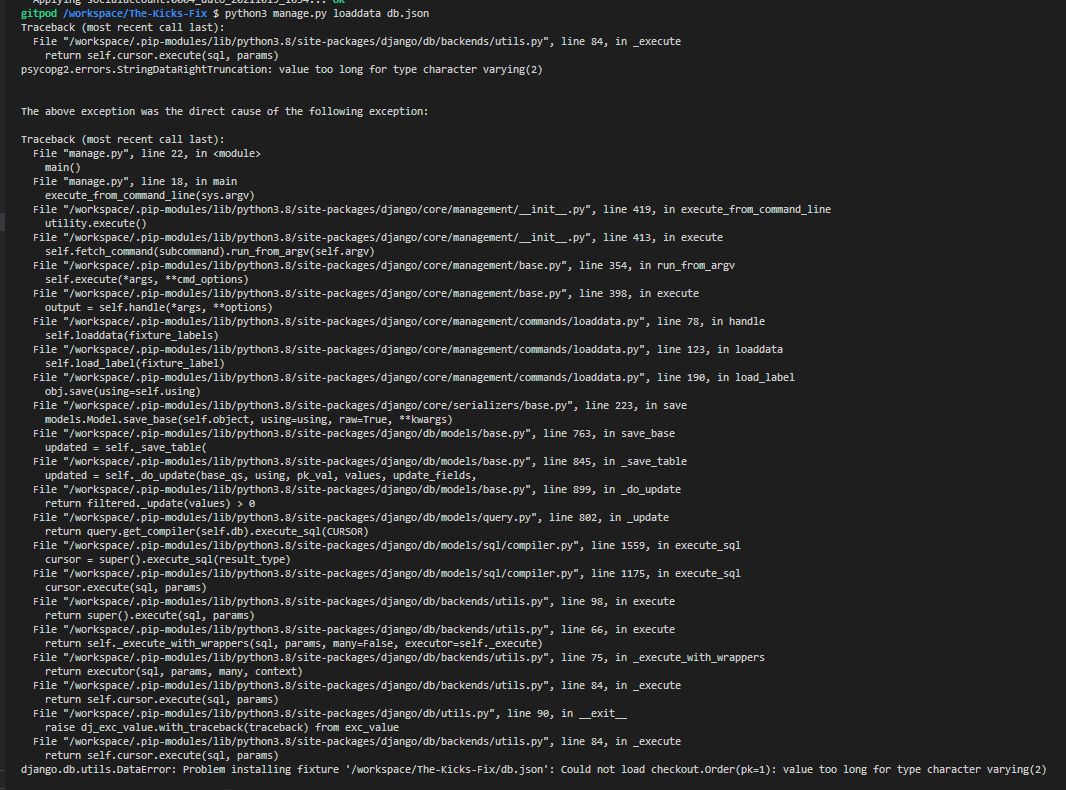 Applying socialaccount.0004_auto_20211019_1654... OK
gitpod /workspace/The-Kicks-Fix $ python3 manage.py loaddata db.json
Traceback (most recent call last):
File "/workspace/.pip-modules/lib/python3.8/site-packages/django/db/backends/utils.py", line 84, in _execute
return self.cursor.execute(sql, params)
psycopg2.errors.StringDataRightTruncation: value too long for type character varying(2)
The above exception was the direct cause of the following exception:
Traceback (most recent call last):
File "manage.py", line 22, in <module>
main()
File "manage.py", line 18, in main
execute_from_command_line(sys.argv)
File "/workspace/.pip-modules/lib/python3.8/site-packages/django/core/management/__init__.py", line 419, in execute_from_command_line
utility.execute()
File "/workspace/.pip-modules/lib/python3.8/site-packages/django/core/management/__init__.py", line 413, in execute
self.fetch_command(subcommand).run_from_argv(self.argv)
File "/workspace/.pip-modules/lib/python3.8/site-packages/django/core/management/base.py", line 354, in run_from_argv
self.execute(*args, **cmd_options)
File "/workspace/.pip-modules/lib/python3.8/site-packages/django/core/management/base.py", line 398, in execute
output = self.handle(*args, **options)
File "/workspace/.pip-modules/lib/python3.8/site-packages/django/core/management/commands/loaddata.py", line 78, in handle
self.loaddata(fixture_labels)
File "/workspace/.pip-modules/lib/python3.8/site-packages/django/core/management/commands/loaddata.py", line 123, in loaddata
self.load_label(fixture_label)
File "/workspace/.pip-modules/lib/python3.8/site-packages/django/core/management/commands/loaddata.py", line 190, in load_label
obj.save(using=self.using)
File "/workspace/.pip-modules/lib/python3.8/site-packages/django/core/serializers/base.py", line 223, in save
models.Model.save_base(self.object, using=using, raw=True, **kwargs)
File "/workspace/.pip-modules/lib/python3.8/site-packages/django/db/models/base.py", line 763, in save_base
updated = self._save_table(
File "/workspace/.pip-modules/lib/python3.8/site-packages/django/db/models/base.py", line 845, in _save_table
updated = self._do_update(base_qs, using, pk_val, values, update_fields,
File "/workspace/.pip-modules/lib/python3.8/site-packages/django/db/models/base.py", line 899, in _do_update
return filtered._update(values) > 0
File "/workspace/.pip-modules/lib/python3.8/site-packages/django/db/models/query.py", line 802, in _update
return query.get_compiler(self.db).execute_sql(CURSOR)
File "/workspace/.pip-modules/lib/python3.8/site-packages/django/db/models/sql/compiler.py", line 1559, in execute_sql
cursor = super().execute_sql(result_type)
File "/workspace/.pip-modules/lib/python3.8/site-packages/django/db/models/sql/compiler.py", line 1175, in execute_sql
cursor.execute(sql, params)
File "/workspace/.pip-modules/lib/python3.8/site-packages/django/db/backends/utils.py", line 98, in execute
return super().execute(sql, params)
File "/workspace/.pip-modules/lib/python3.8/site-packages/django/db/backends/utils.py", line 66, in execute
return self._execute_with_wrappers(sql, params, many=False, executor=self._execute)
File "/workspace/.pip-modules/lib/python3.8/site-packages/django/db/backends/utils.py", line 75, in _execute_with_wrappers
return executor(sql, params, many, context)
File "/workspace/.pip-modules/lib/python3.8/site-packages/django/db/backends/utils.py", line 84, in _execute
return self.cursor.execute(sql, params)
File "/workspace/.pip-modules/lib/python3.8/site-packages/django/db/utils.py", line 90, in __exit__
raise dj_exc_value.with_traceback(traceback) from exc_value
File "/workspace/.pip-modules/lib/python3.8/site-packages/django/db/backends/utils.py", line 84, in _execute
return self.cursor.execute(sql, params)
django.db.utils.DataError: Problem installing fixture '/workspace/The-Kicks-Fix/db.json': Could not load checkout.Order(pk=1): value too long for type character varying(2)